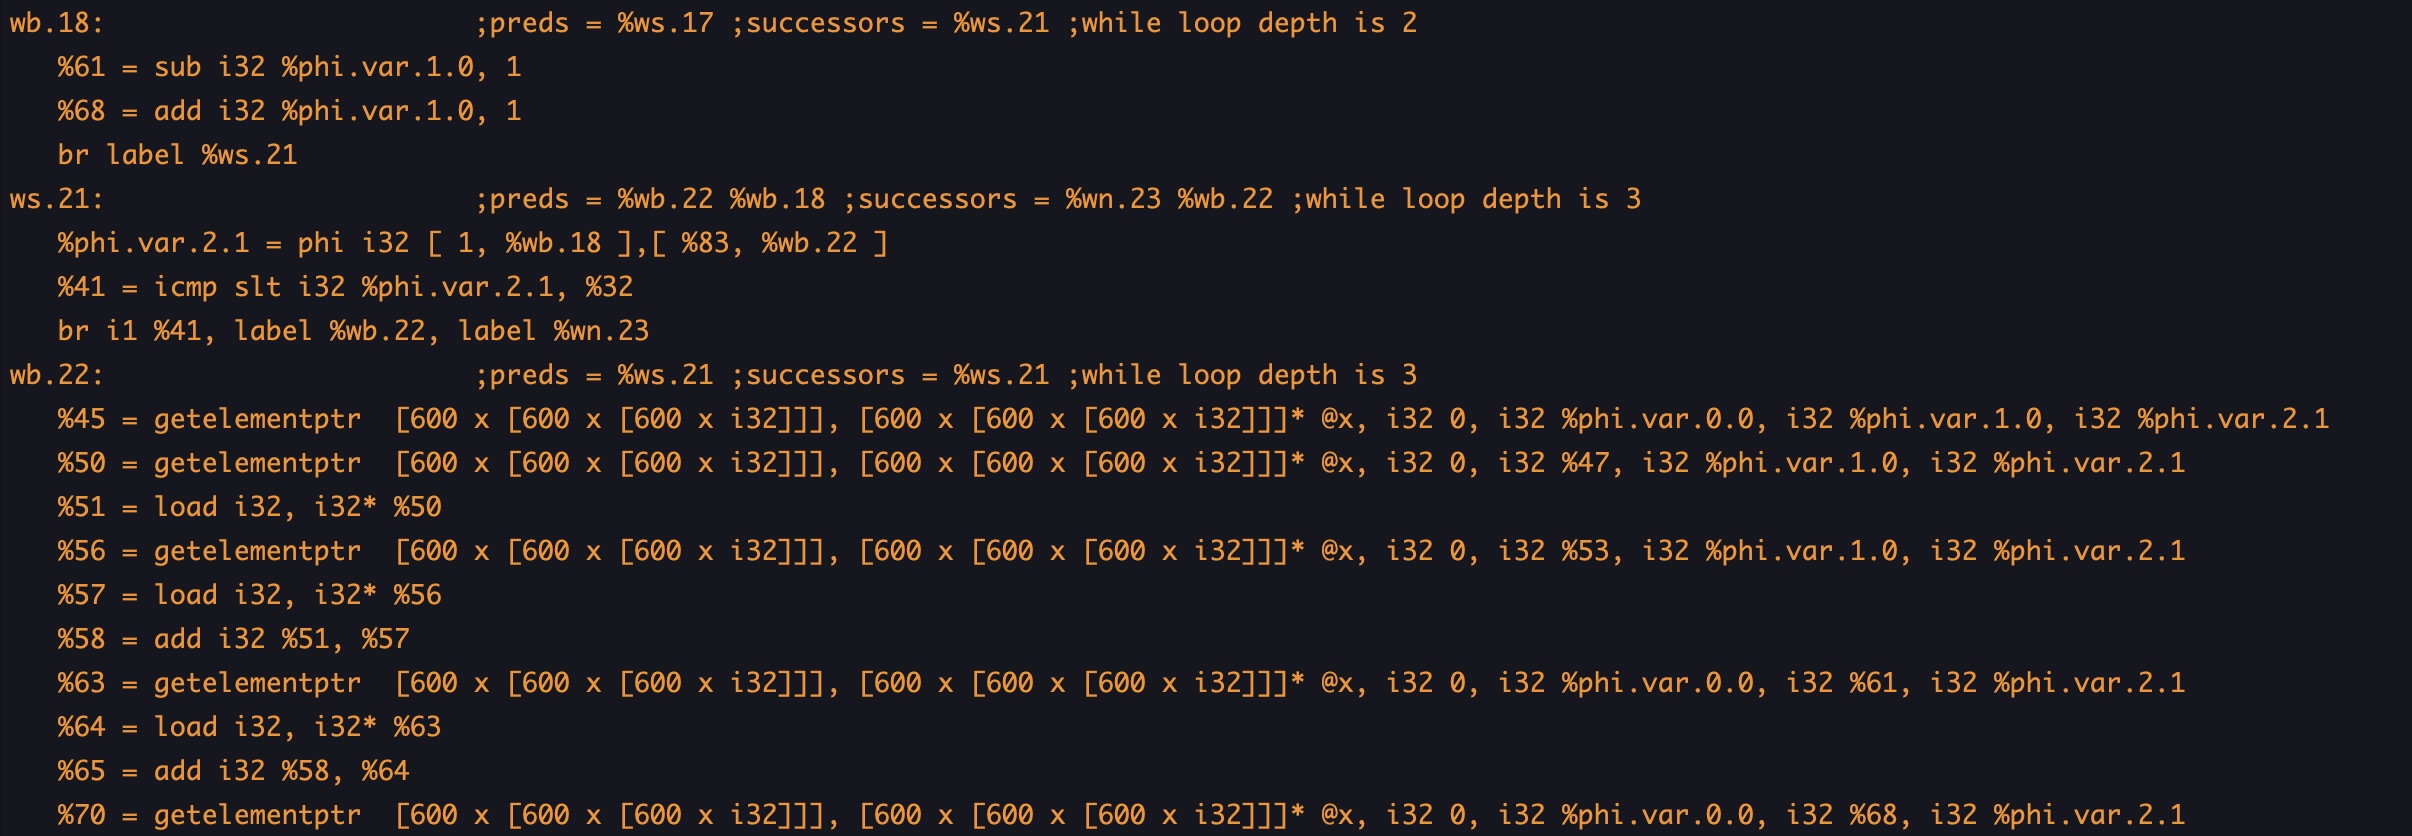 wb.18:                       ;preds = %ws.17 ;successors = %ws.21 ;while loop depth is 2
   %61 = sub i32 %phi.var.1.0, 1
   %68 = add i32 %phi.var.1.0, 1
   br label %ws.21
ws.21:                       ;preds = %wb.22 %wb.18 ;successors = %wn.23 %wb.22 ;while loop depth is 3
   %phi.var.2.1 = phi i32 [ 1, %wb.18 ],[ %83, %wb.22 ]
   %41 = icmp slt i32 %phi.var.2.1, %32
   br i1 %41, label %wb.22, label %wn.23
wb.22:                       ;preds = %ws.21 ;successors = %ws.21 ;while loop depth is 3
   %45 = getelementptr  [600 x [600 x [600 x i32]]], [600 x [600 x [600 x i32]]]* @x, i32 0, i32 %phi.var.0.0, i32 %phi.var.1.0, i32 %phi.var.2.1
   %50 = getelementptr  [600 x [600 x [600 x i32]]], [600 x [600 x [600 x i32]]]* @x, i32 0, i32 %47, i32 %phi.var.1.0, i32 %phi.var.2.1
   %51 = load i32, i32* %50
   %56 = getelementptr  [600 x [600 x [600 x i32]]], [600 x [600 x [600 x i32]]]* @x, i32 0, i32 %53, i32 %phi.var.1.0, i32 %phi.var.2.1
   %57 = load i32, i32* %56
   %58 = add i32 %51, %57
   %63 = getelementptr  [600 x [600 x [600 x i32]]], [600 x [600 x [600 x i32]]]* @x, i32 0, i32 %phi.var.0.0, i32 %61, i32 %phi.var.2.1
   %64 = load i32, i32* %63
   %65 = add i32 %58, %64
   %70 = getelementptr  [600 x [600 x [600 x i32]]], [600 x [600 x [600 x i32]]]* @x, i32 0, i32 %phi.var.0.0, i32 %68, i32 %phi.var.2.1